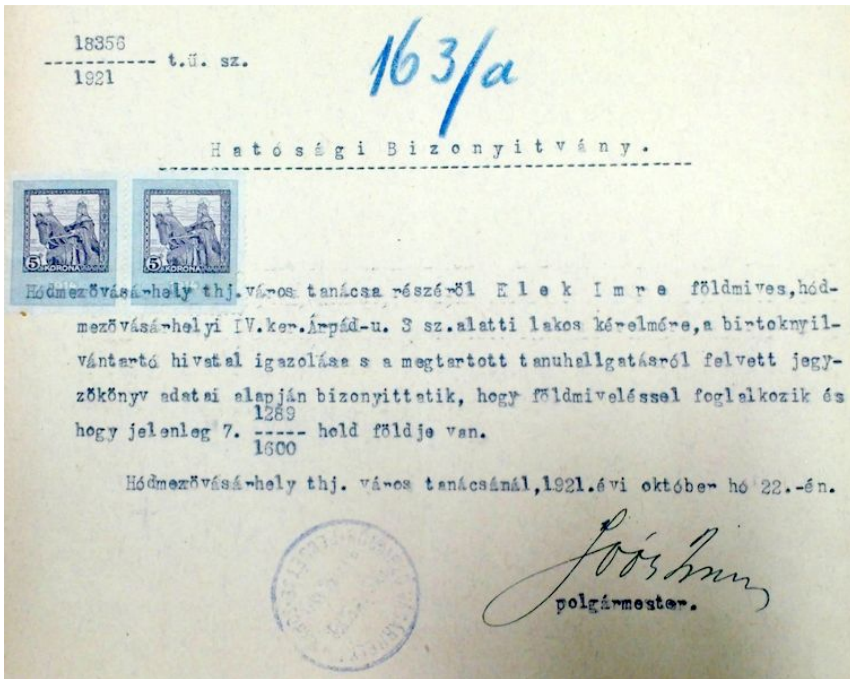 18356
---------- t.ü. sz.
1921
163/a
Hatósági Bizonyitvány.
5 KORONA 5 KORONA
Hódmezővásárhely thj. város tanácsa részéről Elek Imre földmives, hód-
mezővásárhelyi IV.ker.Árpád-u. 3 sz.alatti lakos kérelmére,a birtoknyil-
vántartó hivatal igazolása s a megtartott tanuhallgatásról felvett jegy-
zőkönyv adatai alapján bizonyittatik, hogy földmiveléssel foglalkozik és
1289
hogy jelenleg 7. ----- hold földje van.
1600
Hódmezővásárhely thj. város tanácsánál,1921.évi október hó 22.-én.
polgármester.